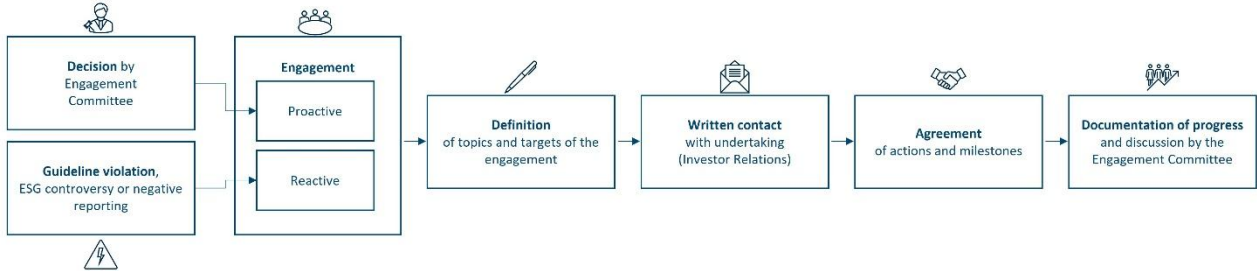 Decision by
Engagement
Committee
Guideline violation,
ESG controversy or negative
reporting
Engagement
Proactive
Reactive
Definition
of topics and targets of the
engagement
Written contact
with undertaking
(Investor Relations)
Agreement
of actions and milestones
Documentation of progress
and discussion by the
Engagement Committee